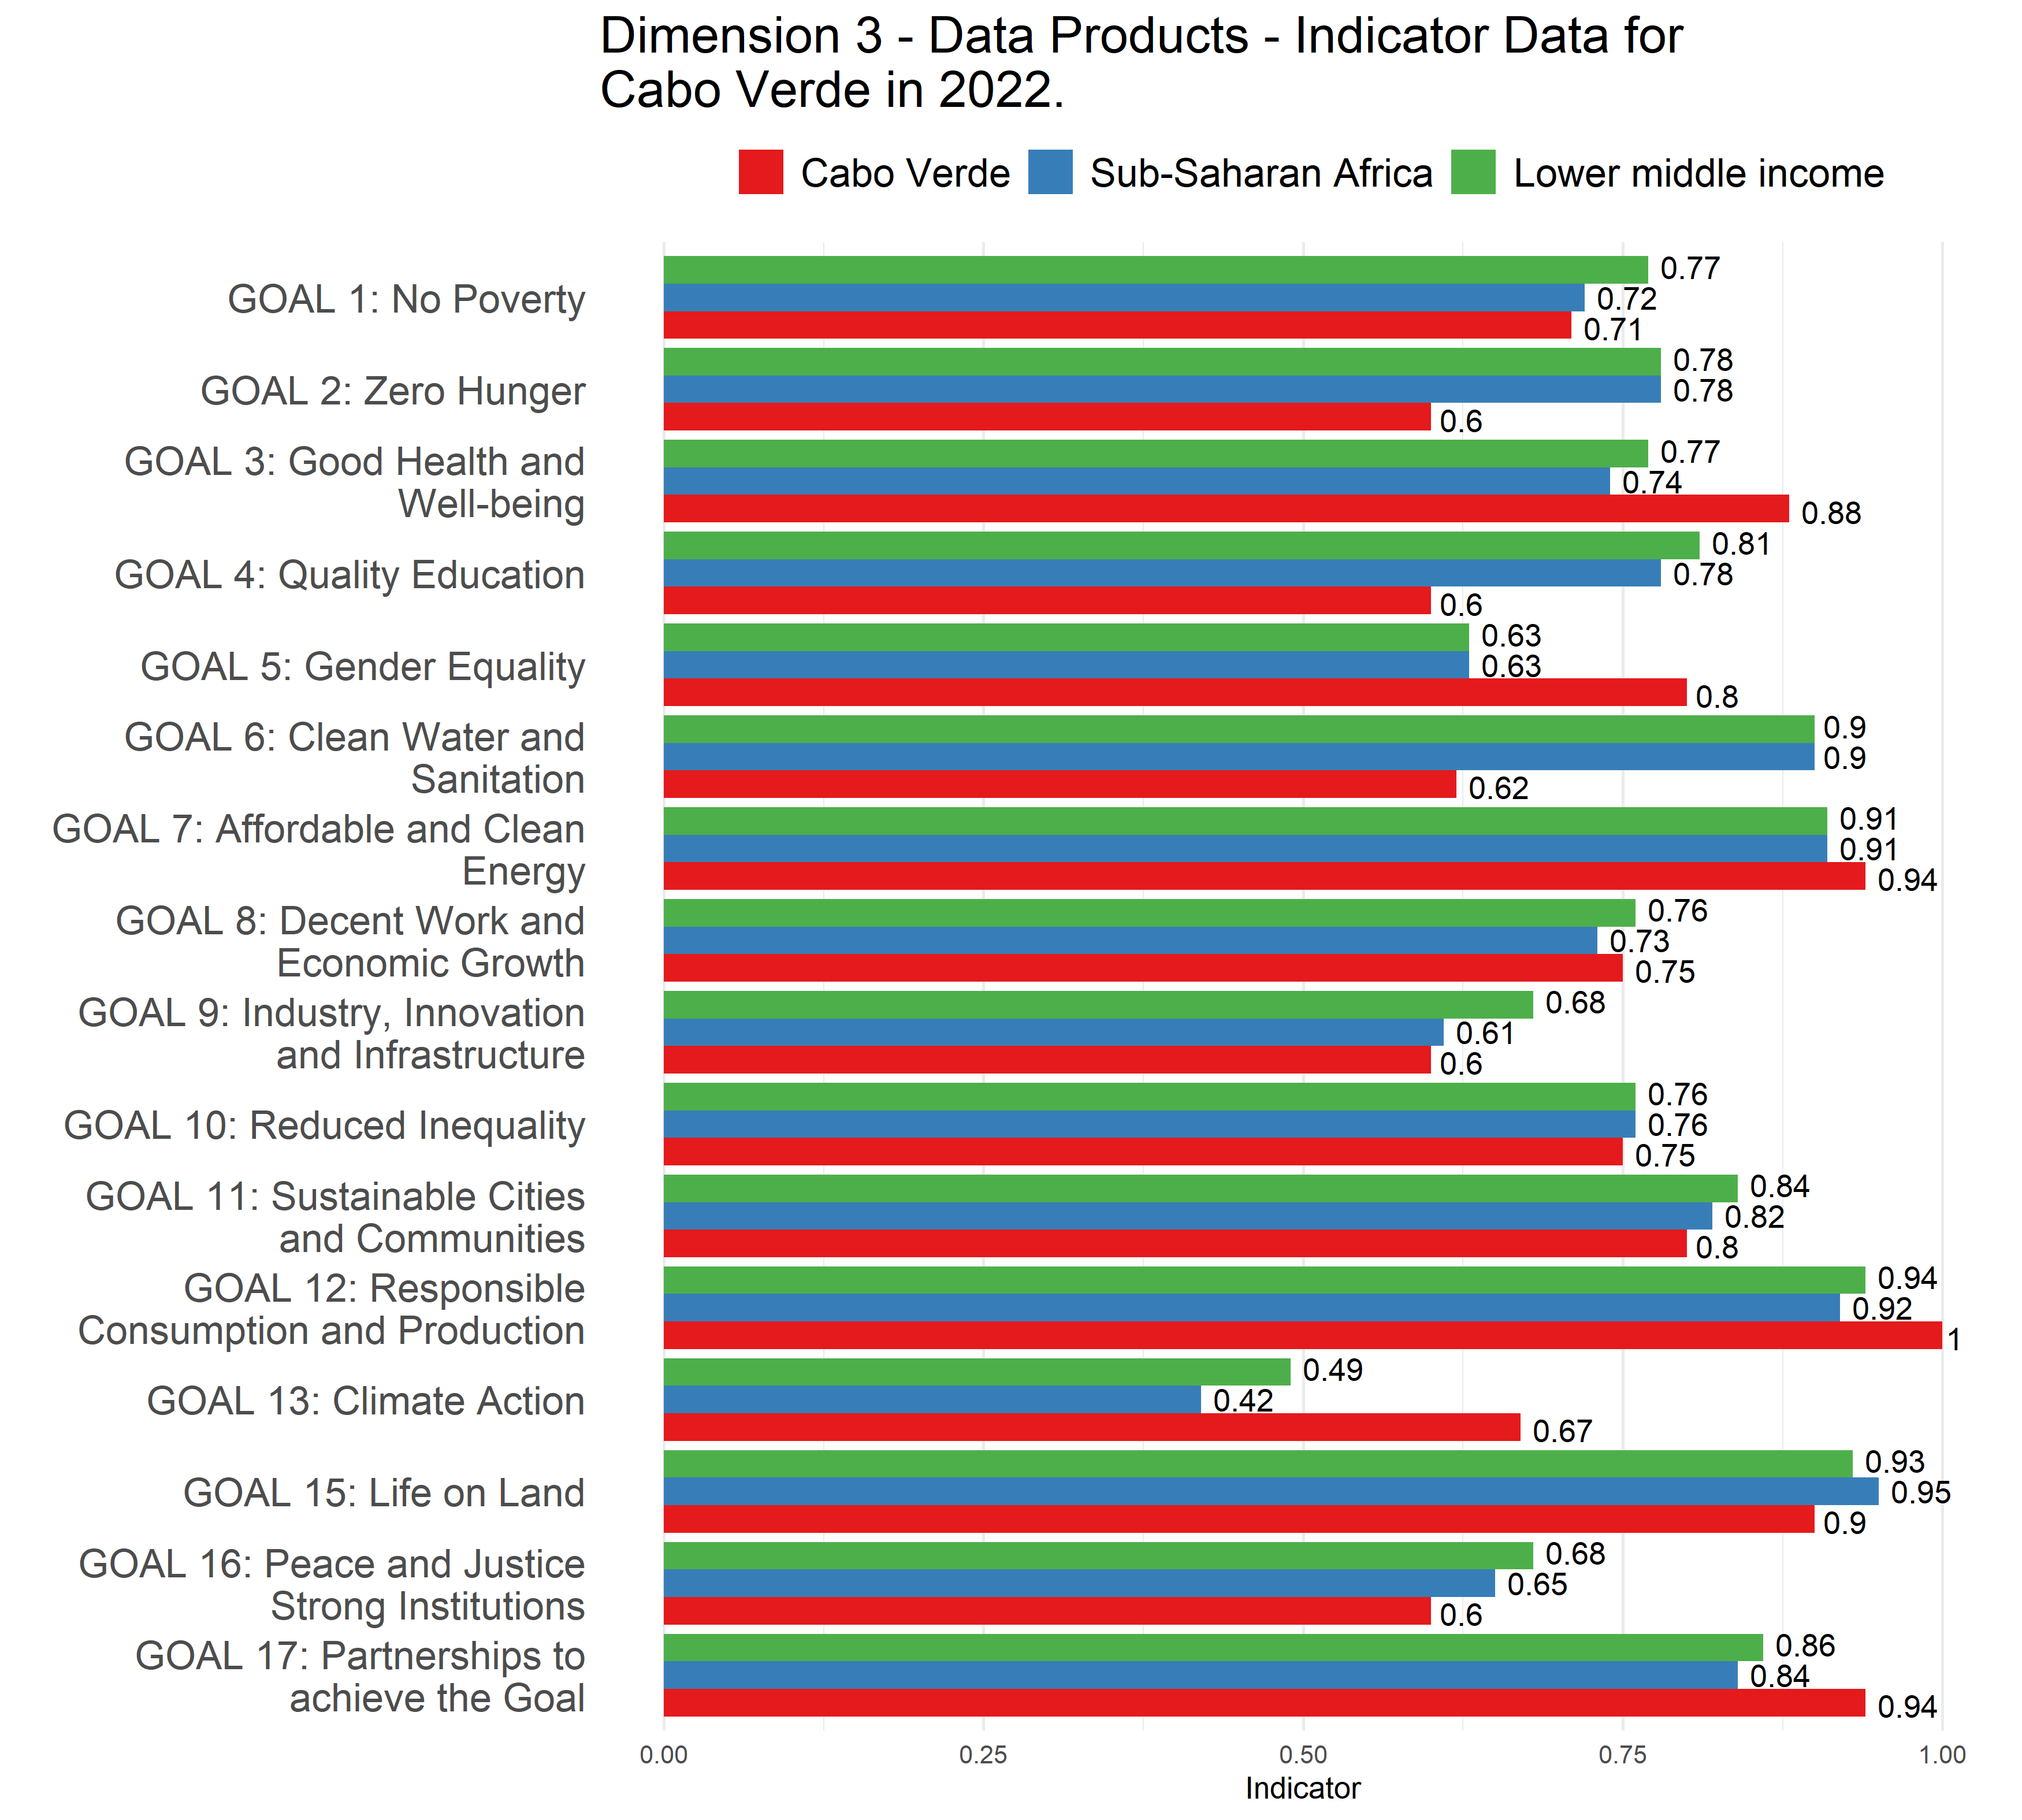 Dimension 3 - Data Products - Indicator Data for
Cabo Verde in 2022.
Cabo Verde Sub-Saharan Africa Lower middle income
GOAL 1: No Poverty
0.77
0.72
0.71
GOAL 2: Zero Hunger
0.78
0.78
0.6
GOAL 3: Good Health and
Well-being
0.77
0.74
0.88
GOAL 4: Quality Education
0.81
0.78
0.6
GOAL 5: Gender Equality
0.63
0.63
0.8
GOAL 6: Clean Water and
Sanitation
0.9
0.9
0.62
GOAL 7: Affordable and Clean
Energy
0.91
0.91
0.94
GOAL 8: Decent Work and
Economic Growth
0.76
0.73
0.75
GOAL 9: Industry, Innovation
and Infrastructure
0.68
0.61
0.6
GOAL 10: Reduced Inequality
0.76
0.76
0.75
GOAL 11: Sustainable Cities
and Communities
0.84
0.82
0.8
GOAL 12: Responsible
Consumption and Production
0.94
0.92
1
GOAL 13: Climate Action
0.49
0.42
0.67
GOAL 15: Life on Land
0.93
0.95
0.9
GOAL 16: Peace and Justice
Strong Institutions
0.68
0.65
0.6
GOAL 17: Partnerships to
achieve the Goal
0.86
0.84
0.94
0.00 0.25 0.50 0.75 1.00
Indicator